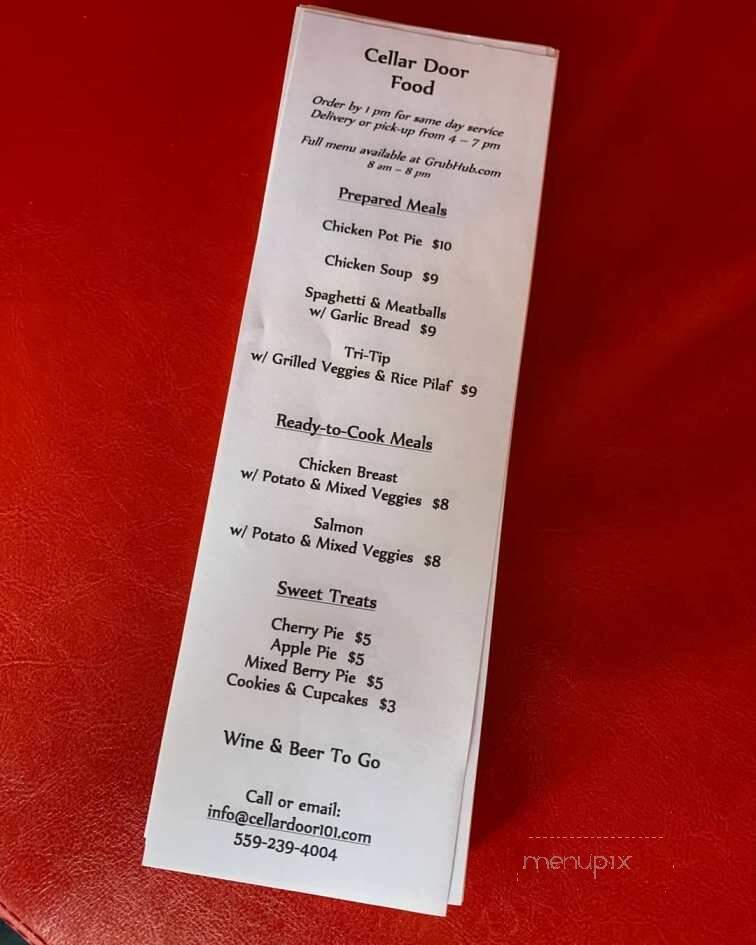 Cellar Door
Food
Order by 1 pm for same day service
Delivery or pick-up from 4 – 7 pm
Full menu available at GrubHub.com
8 am – 8 pm
Prepared Meals
Chicken Pot Pie $10
Chicken Soup $9
Spaghetti & Meatballs
w/ Garlic Bread $9
Tri-Tip
w/ Grilled Veggies & Rice Pilaf $9
Ready-to-Cook Meals
Chicken Breast
w/ Potato & Mixed Veggies $8
Salmon
w/ Potato & Mixed Veggies $8
Sweet Treats
Cherry Pie $5
Apple Pie $5
Mixed Berry Pie $5
Cookies & Cupcakes $3
Wine & Beer To Go
Call or email:
info@cellardoor101.com
559-239-4004
menupix